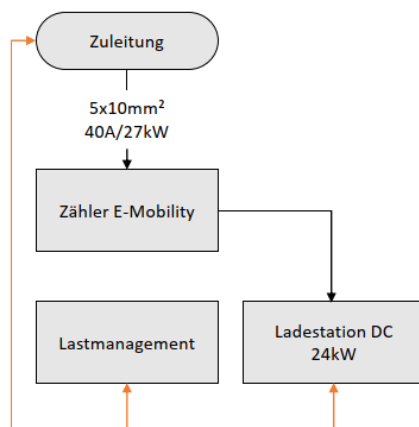 Zuleitung
5x10mm²
40A/27kW
Zähler E-Mobility
Lastmanagement
Ladestation DC
24kW